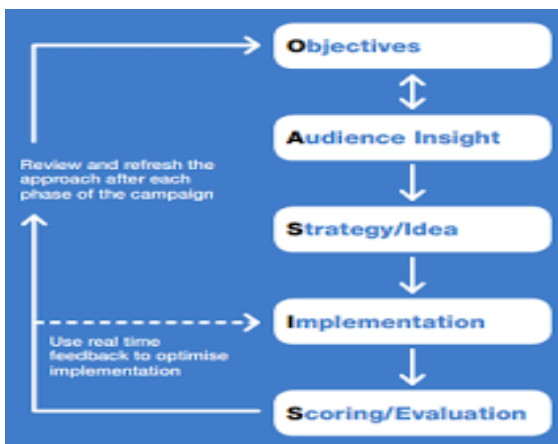 Objectives
Audience Insight
Review and refresh the
approach after each
phase of the campaign
Strategy/Idea
Implementation
Use real time
feedback to optimise
implementation
Scoring/Evaluation